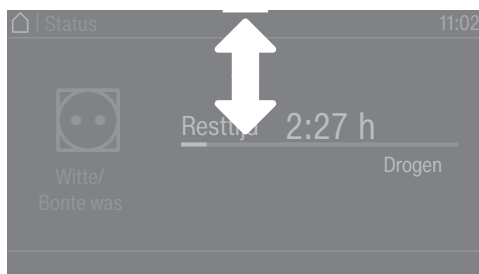 Status 11:02
Resttijd 2:27 h
Drogen
Witte/
Bonte was